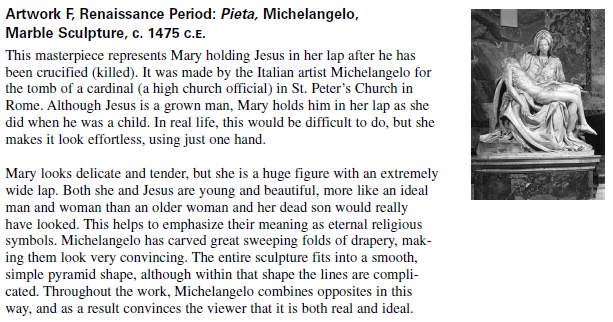 Artwork F, Renaissance Period: Pieta, Michelangelo,
Marble Sculpture, c. 1475 C.E.
This masterpiece represents Mary holding Jesus in her lap after he has
been crucified (killed). It was made by the Italian artist Michelangelo for
the tomb of a cardinal (a high church official) in St. Peter's Church in
Rome. Although Jesus is a grown man, Mary holds him in her lap as she
did when he was a child. In real life, this would be difficult to do, but she
makes it look effortless, using just one hand.
Mary looks delicate and tender, but she is a huge figure with an extremely
wide lap. Both she and Jesus are young and beautiful, more like an ideal
man and woman than an older woman and her dead son would really
have looked. This helps to emphasize their meaning as eternal religious
symbols. Michelangelo has carved great sweeping folds of drapery, mak-
ing them look very convincing. The entire sculpture fits into a smooth,
simple pyramid shape, although within that shape the lines are compli-
cated. Throughout the work, Michelangelo combines opposites in this
way, and as a result convinces the viewer that it is both real and ideal.